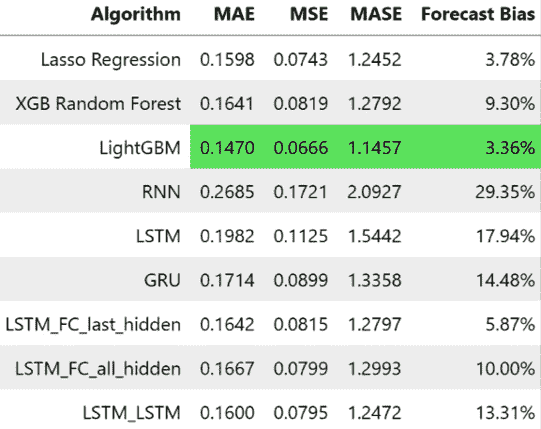 Algorithm MAE MSE MASE Forecast Bias
Lasso Regression 0.1598 0.0743 1.2452 3.78%
XGB Random Forest 0.1641 0.0819 1.2792 9.30%
LightGBM 0.1470 0.0666 1.1457 3.36%
RNN 0.2685 0.1721 2.0927 29.35%
LSTM 0.1982 0.1125 1.5442 17.94%
GRU 0.1714 0.0899 1.3358 14.48%
LSTM_FC_last_hidden 0.1642 0.0815 1.2797 5.87%
LSTM_FC_all_hidden 0.1667 0.0799 1.2993 10.00%
LSTM_LSTM 0.1600 0.0795 1.2472 13.31%